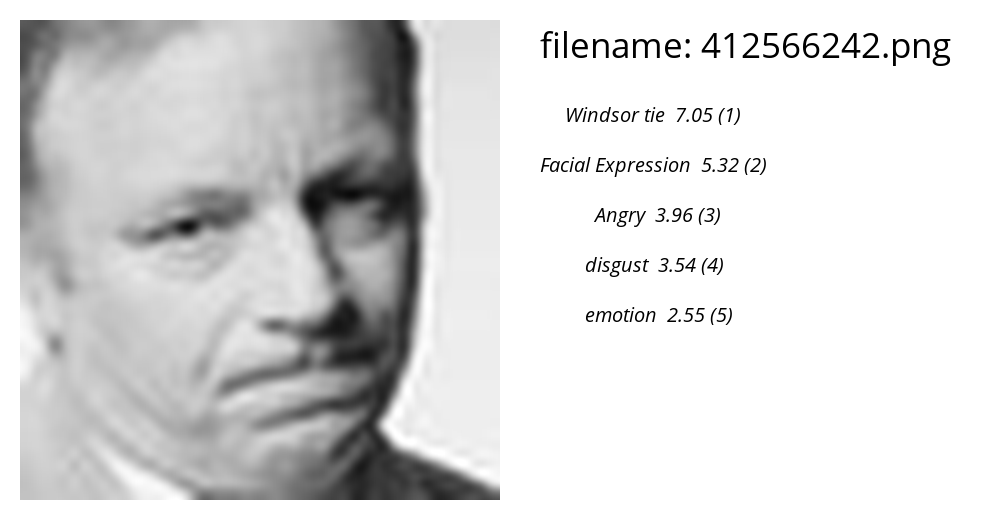 filename: 412566242.png
Windsor tie 7.05 (1)
Facial Expression 5.32 (2)
Angry 3.96 (3)
disgust 3.54 (4)
emotion 2.55 (5)